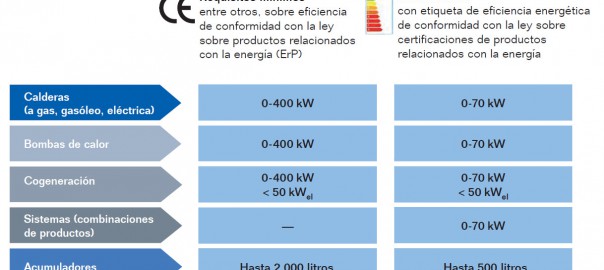 CE
Requisitos mínimos
entre otros, sobre eficiencia
de conformidad con la ley
sobre productos relacionados
con la energía (ErP)
con etiqueta de eficiencia energética
de conformidad con la ley sobre
certificaciones de productos
relacionados con la energía
Calderas
(a gas, gasóleo, eléctrica)
0-400 kW
0-70 kW
Bombas de calor
0-400 kW
0-70 kW
Cogeneración
0-400 kW
< 50 kWel
0-70 kW
< 50 kWel
Sistemas (combinaciones
de productos)
—
0-70 kW
Acumuladores
Hasta 2.000 litros
Hasta 500 litros